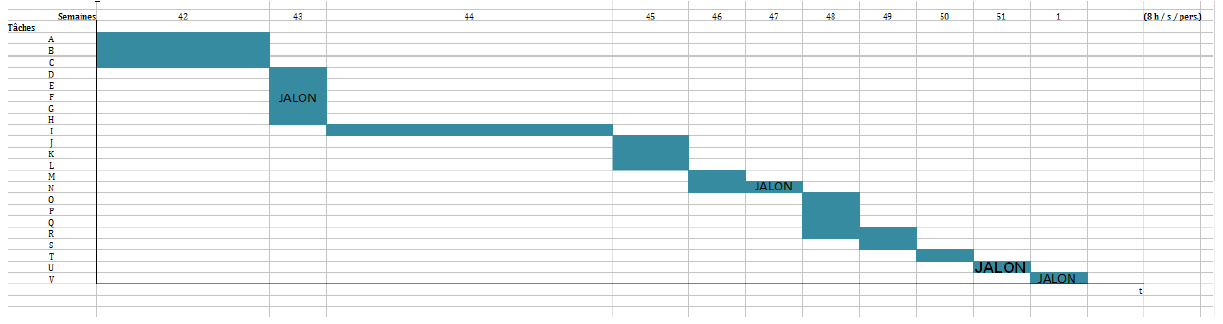 Semaines 42 43 44 45 46 47 48 49 50 51 1 (8 h / s / pers.)
Tâches
A
B
C
D
E
F JALON
G
H
I
J
K
L
M
N JALON
O
P
Q
R
S
T
U JALON
V JALON
t